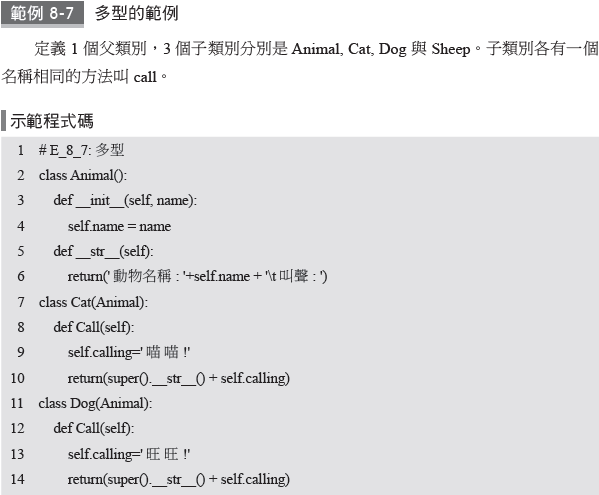 範例 8-7 多型的範例
定義 1 個父類別，3 個子類別分別是 Animal, Cat, Dog 與 Sheep。子類別各有一個
名稱相同的方法叫 call。
示範程式碼
1 # E_8_7: 多型
2 class Animal():
3 def __init__(self, name):
4 self.name = name
5 def __str__(self):
6 return(' 動物名稱 : '+self.name + '\t 叫聲 : ')
7 class Cat(Animal):
8 def Call(self):
9 self.calling=' 喵 喵 !'
10 return(super().__str__() + self.calling)
11 class Dog(Animal):
12 def Call(self):
13 self.calling=' 旺 旺 !'
14 return(super().__str__() + self.calling)